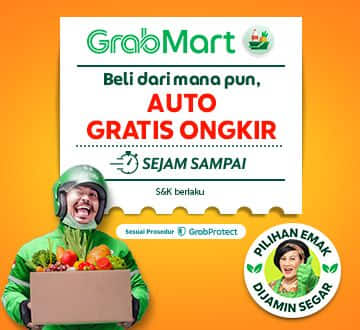 GrabMart
Beli dari mana pun,
AUTO
GRATIS ONGKIR
SEJAM SAMPAI
S&K berlaku
Sesuai Prosedur GrabProtect
PILIHAN EMAK
DIJAMIN SEGAR